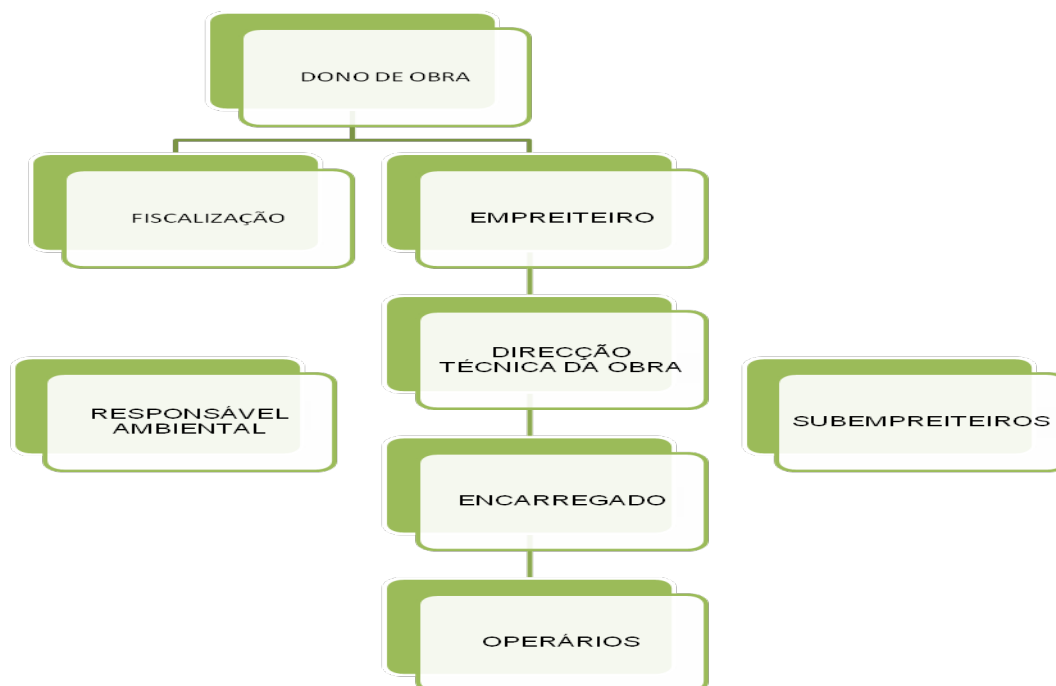 DONO DE OBRA
FISCALIZAÇÃO
EMPREITEIRO
DIRECÇÃO
TÉCNICA DA OBRA
RESPONSÁVEL
AMBIENTAL
SUBEMPREITEIROS
ENCARREGADO
OPERÁRIOS